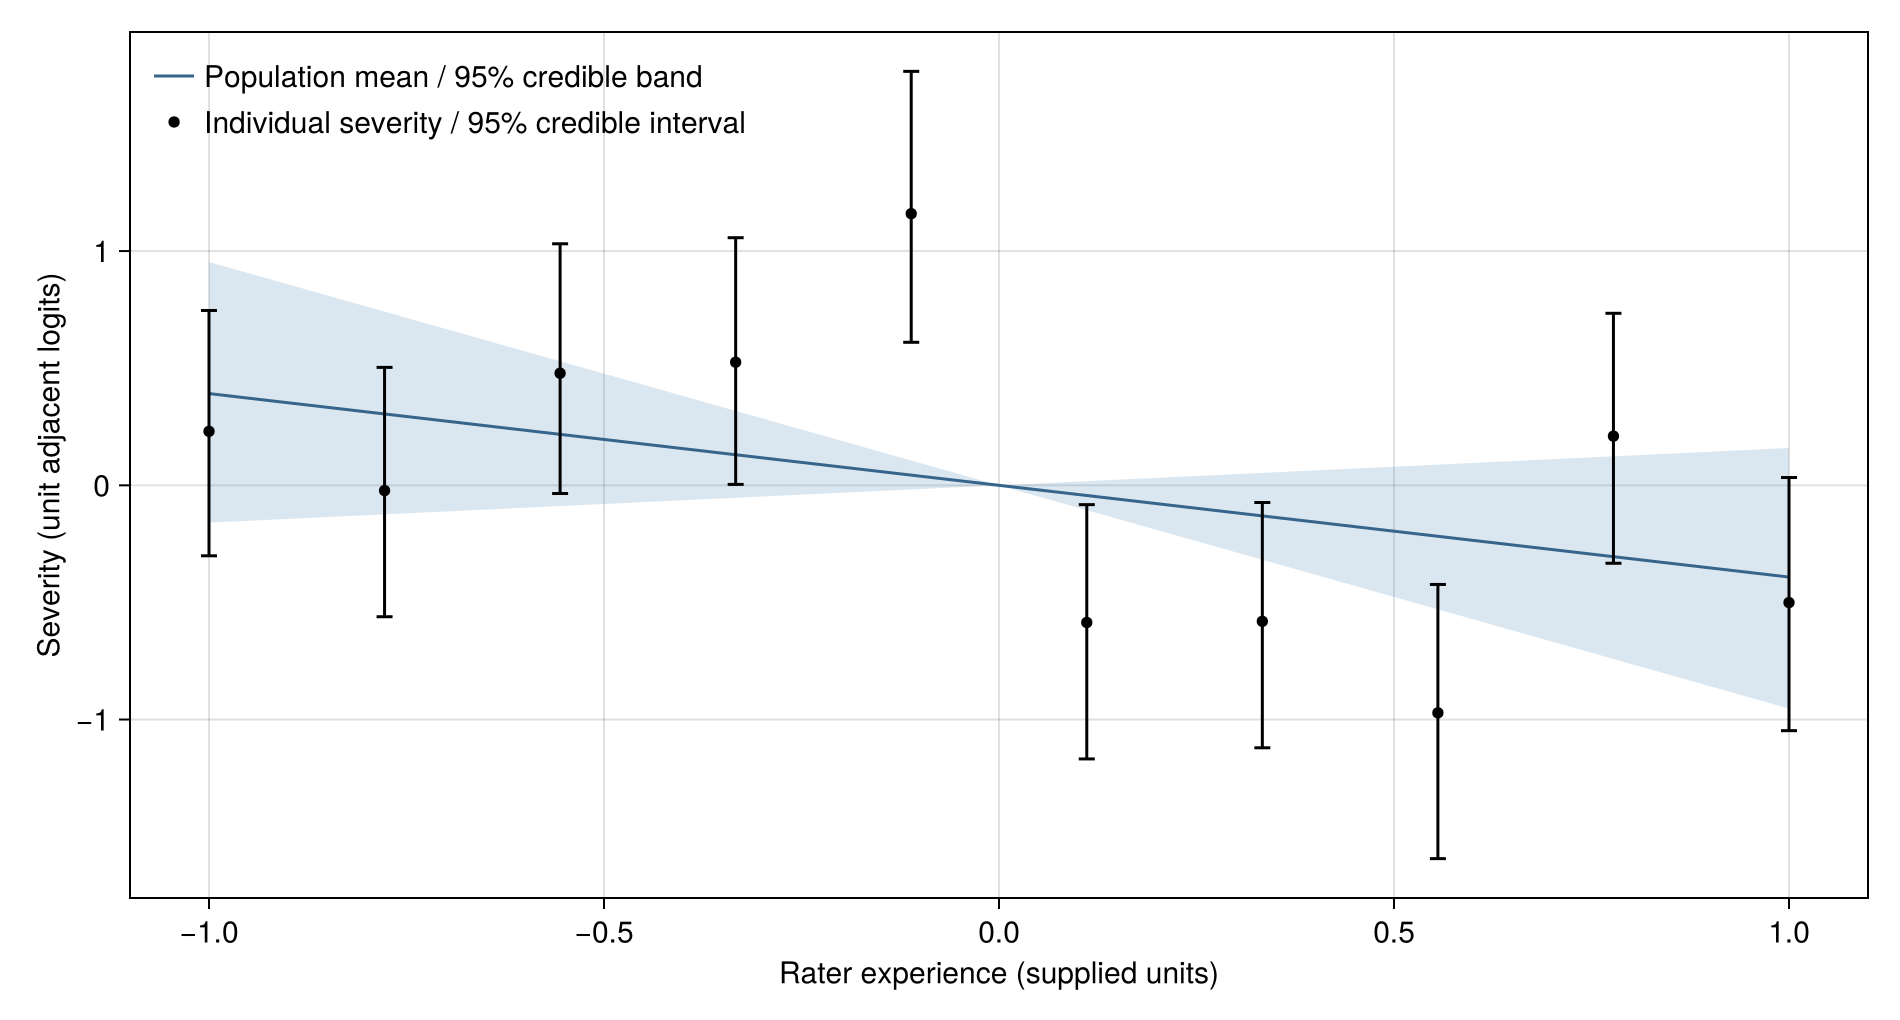 Population mean / 95% credible band
Individual severity / 95% credible interval
Severity (unit adjacent logits)
1
0
−1
−1.0
−0.5
0.0
0.5
1.0
Rater experience (supplied units)